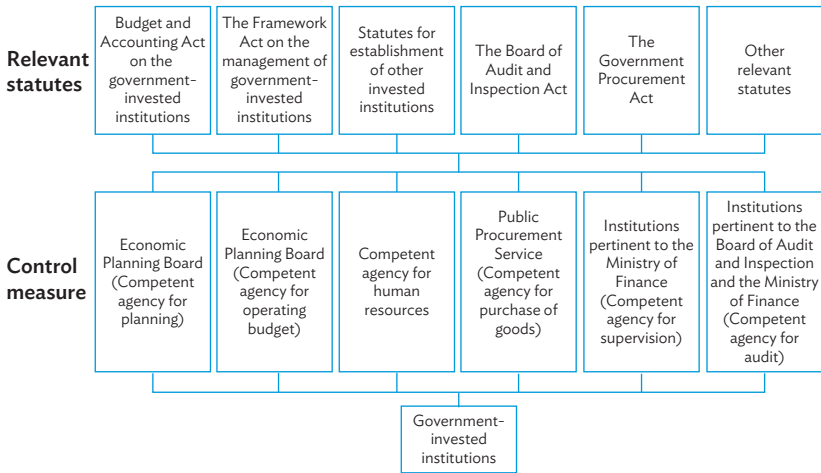 Relevant
statutes
Budget and
Accounting Act
on the
government-
invested
institutions
The Framework
Act on the
management of
government-
invested
institutions
Statutes for
establishment
of other
invested
institutions
The Board of
Audit and
Inspection Act
The
Government
Procurement
Act
Other
relevant
statutes
Control
measure
Economic
Planning Board
(Competent
agency for
planning)
Economic
Planning Board
(Competent
agency for
operating
budget)
Competent
agency for
human
resources
Public
Procurement
Service
(Competent
agency for
purchase of
goods)
Institutions
pertinent to the
Ministry of
Finance
(Competent
agency for
supervision)
Institutions
pertinent to the
Board of Audit
and Inspection
and the Ministry
of Finance
(Competent
agency for
audit)
Government-
invested
institutions